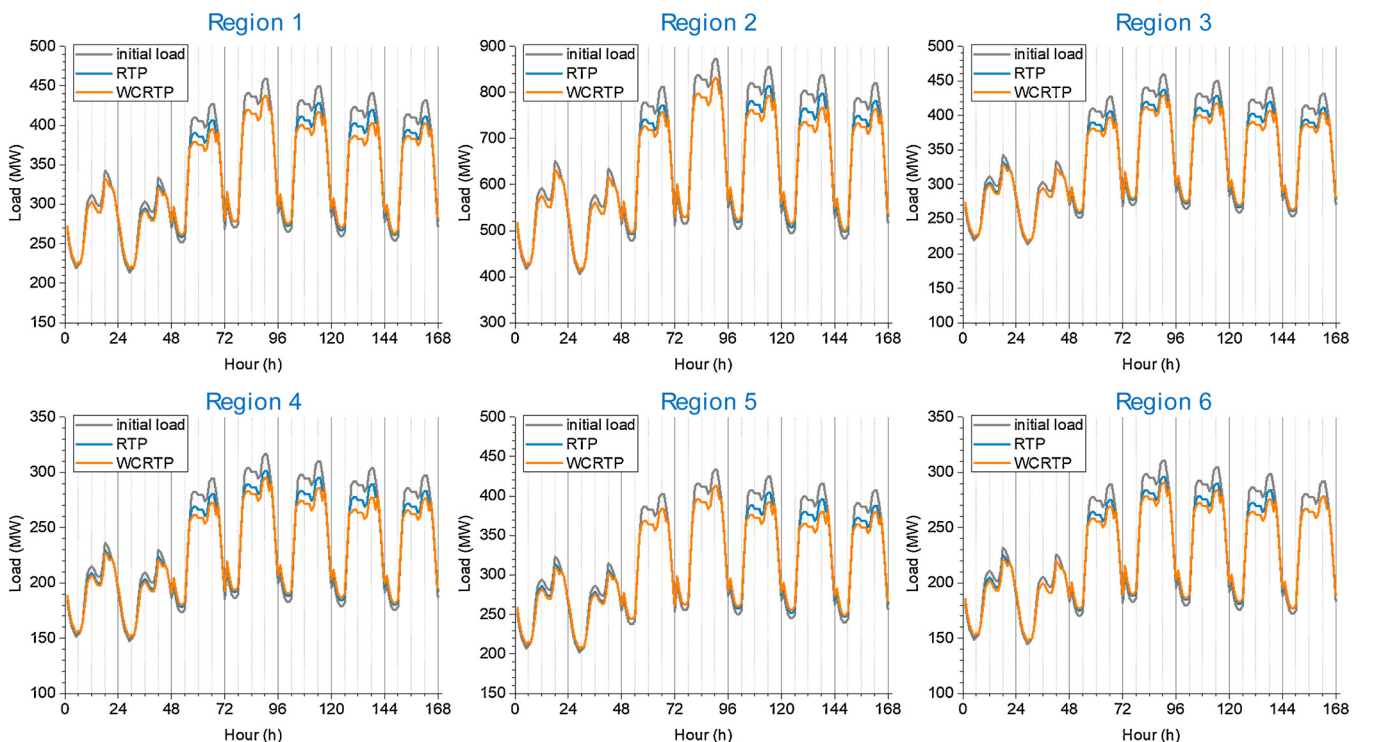 Region 1
Region 2
Region 3
500
450
400
350
300
250
200
150
Load (MW)
initial load
RTP
WCRTP
0 24 48 72 96 120 144 168
Hour (h)
900
800
700
600
500
400
300
Load (MW)
initial load
RTP
WCRTP
0 24 48 72 96 120 144 168
Hour (h)
500
450
400
350
300
250
200
150
100
Load (MW)
initial load
RTP
WCRTP
0 24 48 72 96 120 144 168
Hour (h)
Region 4
Region 5
Region 6
350
300
250
200
150
100
Load (MW)
initial load
RTP
WCRTP
0 24 48 72 96 120 144 168
Hour (h)
500
450
400
350
300
250
200
150
Load (MW)
initial load
RTP
WCRTP
0 24 48 72 96 120 144 168
Hour (h)
350
300
250
200
150
100
Load (MW)
initial load
RTP
WCRTP
0 24 48 72 96 120 144 168
Hour (h)